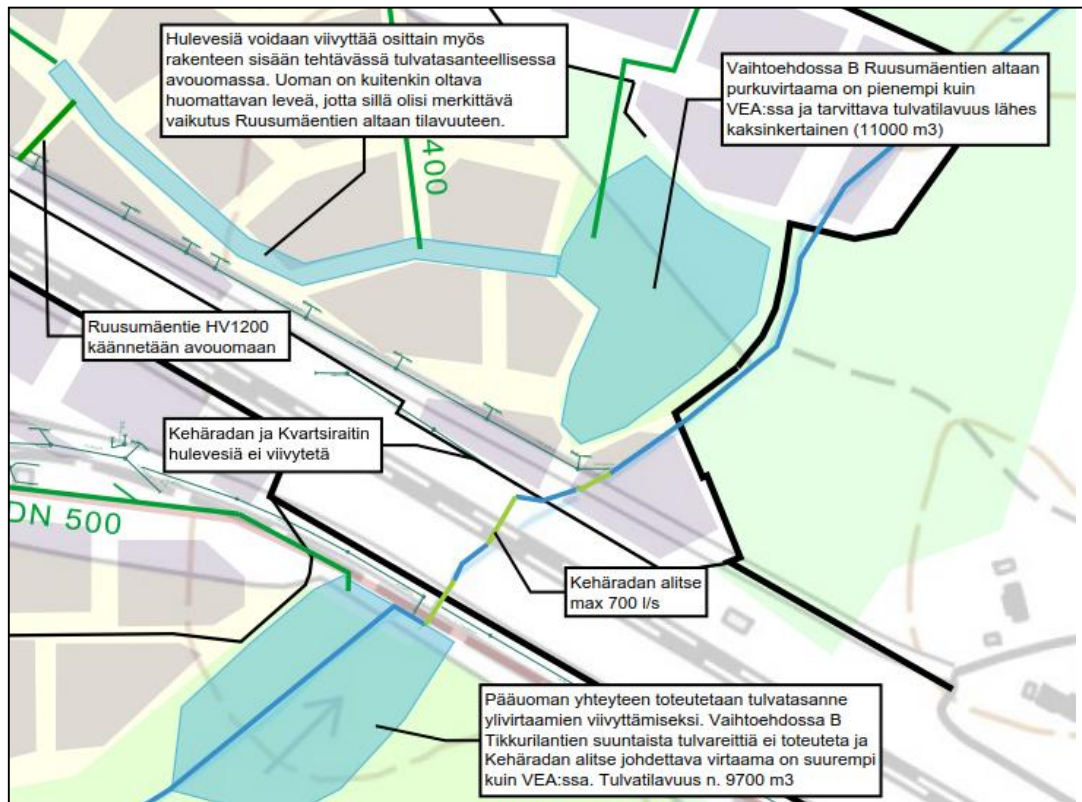 Hulevesiä voidaan viivyttää osittain myös
rakenteen sisään tehtävässä tulvatasanteellisessa
avouomassa. Uoman on kuitenkin oltava
huomattavan leveä, jotta sillä olisi merkittävä
vaikutus Ruusumäentien altaan tilavuuteen.
Vaihtoehdossa B Ruusumäentien altaan
purkuvirtaama on pienempi kuin
VEA:ssa ja tarvittava tulvatilavuus lähes
kaksinkertainen (11000 m3)
400
Ruusumäentie HV1200
käännetään avouomaan
Kehäradan ja Kvartsiraitin
hulevesiä ei viivytetä
DN 500
Kehäradan alitse
max 700 l/s
Pääuoman yhteyteen toteutetaan tulvatasanne
ylivirtaamien viivyttämiseksi. Vaihtoehdossa B
Tikkurilantien suuntaista tulvareittiä ei toteuteta ja
Kehäradan alitse johdettava virtaama on suurempi
kuin VEA:ssa. Tulvatilavuus n. 9700 m3